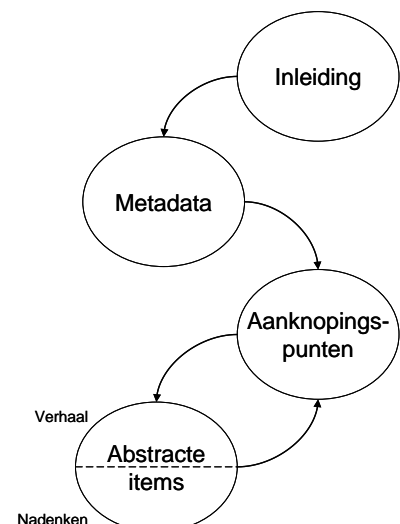 Inleiding
Metadata
Aanknopings-
punten
Verhaal
Abstracte
items
Nadenken